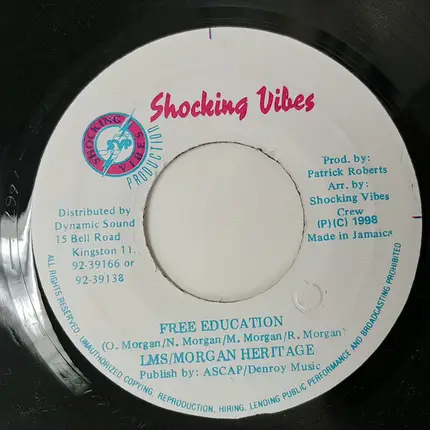 Shocking Vibes
SHOCKING VIBES
SVP
PRODUCTION
Prod. by:
Patrick Roberts
Arr. by:
Shocking Vibes
Crew
(P)(C) 1998
Made in Jamaica
Distributed by
Dynamic Sound
15 Bell Road
Kingston 11.
92-39166 or
92-39138
FREE EDUCATION
(O. Morgan/N. Morgan/M. Morgan/R. Morgan)
LMS/MORGAN HERITAGE
Publish by: ASCAP/Denroy Music
ALL RIGHTS RESERVED. UNAUTHORIZED COPYING, REPRODUCTION, HIRING, LENDING PUBLIC PERFORMANCE AND BROADCASTING PROHIBITED